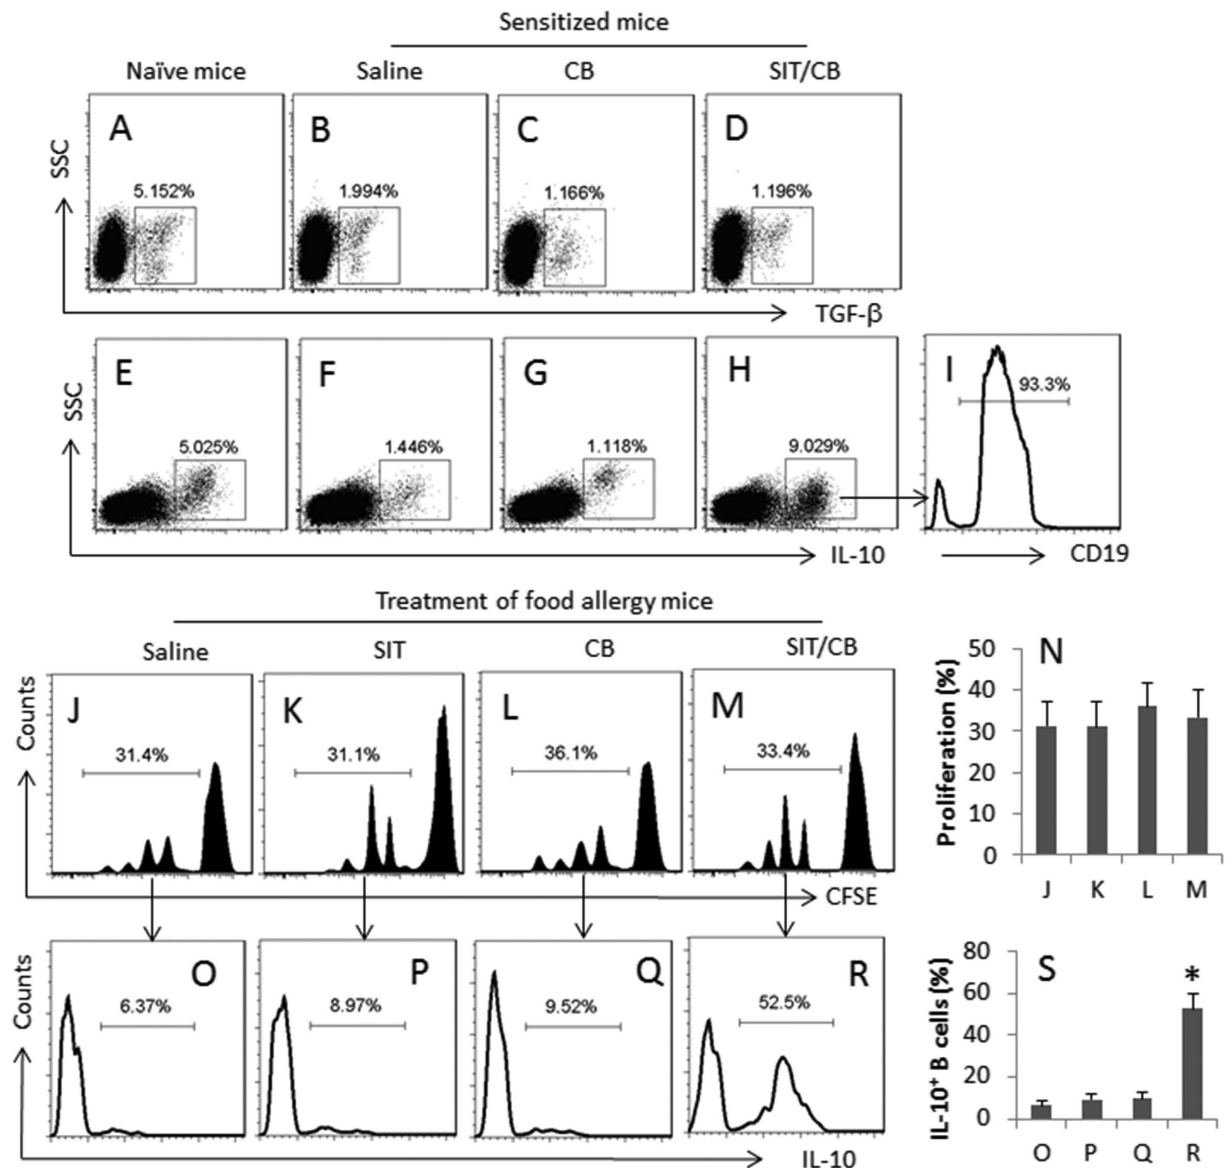 Sensitized mice
Naïve mice Saline CB SIT/CB
SSC
A B C D
5.152% 1.994% 1.166% 1.196%
TGF-β
SSC
E F G H I
5.025% 1.446% 1.118% 9.029% 93.3%
IL-10 CD19
Treatment of food allergy mice
Saline SIT CB SIT/CB
Counts
J K L M
31.4% 31.1% 36.1% 33.4%
CFSE
Proliferation (%)
N
50
40
30
20
10
0
J K L M
Counts
O P Q R
6.37% 8.97% 9.52% 52.5%
IL-10
IL-10⁺ B cells (%)
S
80
60
40
20
0
*
O P Q R